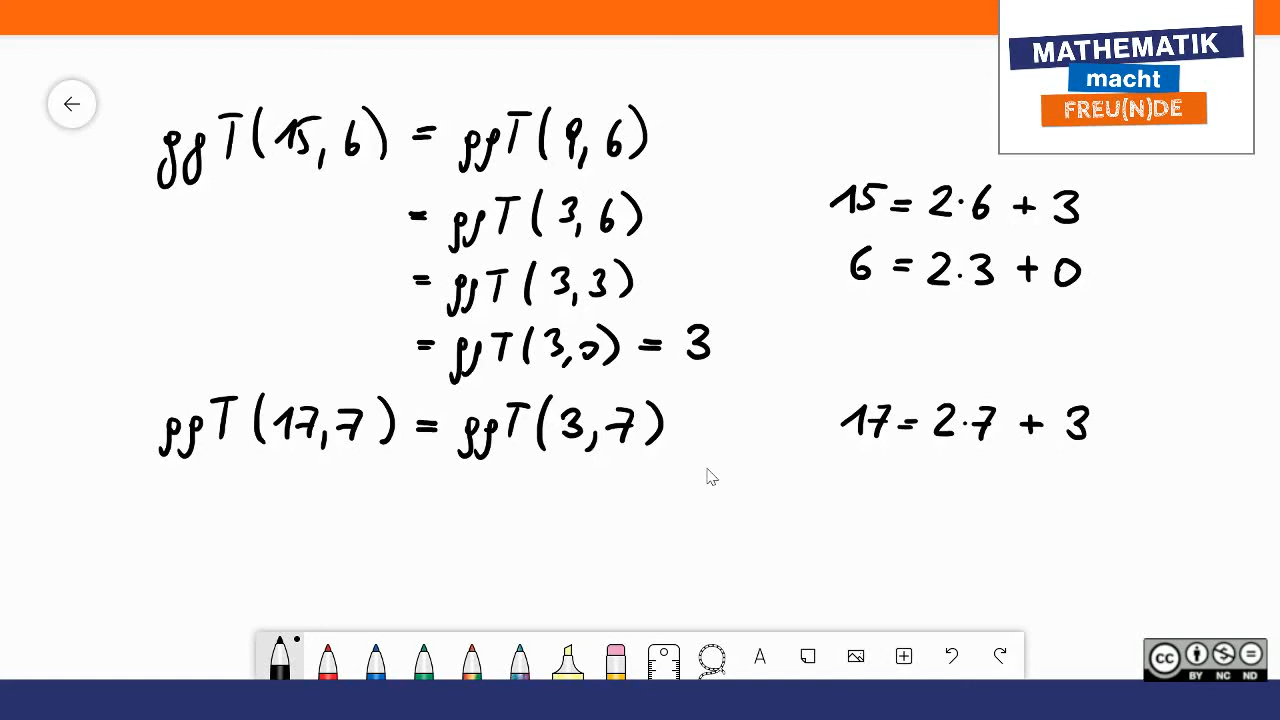 MATHEMATIK
macht
FREU(N)DE
ggT(15,6) = ggT(9,6)
= ggT(3,6)
= ggT(3,3)
= ggT(3,0) = 3
15 = 2·6 + 3
6 = 2·3 + 0
ggT(17,7) = ggT(3,7)
17 = 2·7 + 3
A
cc
BY NC ND